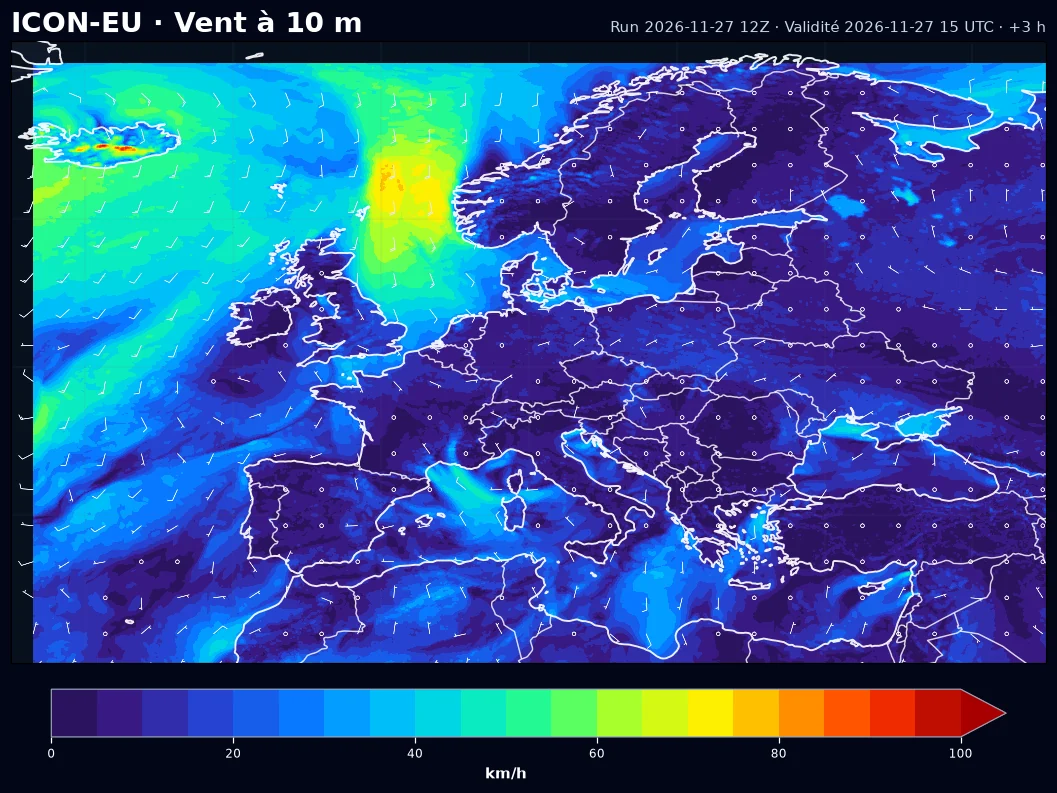 ICON-EU · Vent à 10 m
Run 2026-11-27 12Z · Validité 2026-11-27 15 UTC · +3 h
0 20 40 60 80 100
km/h